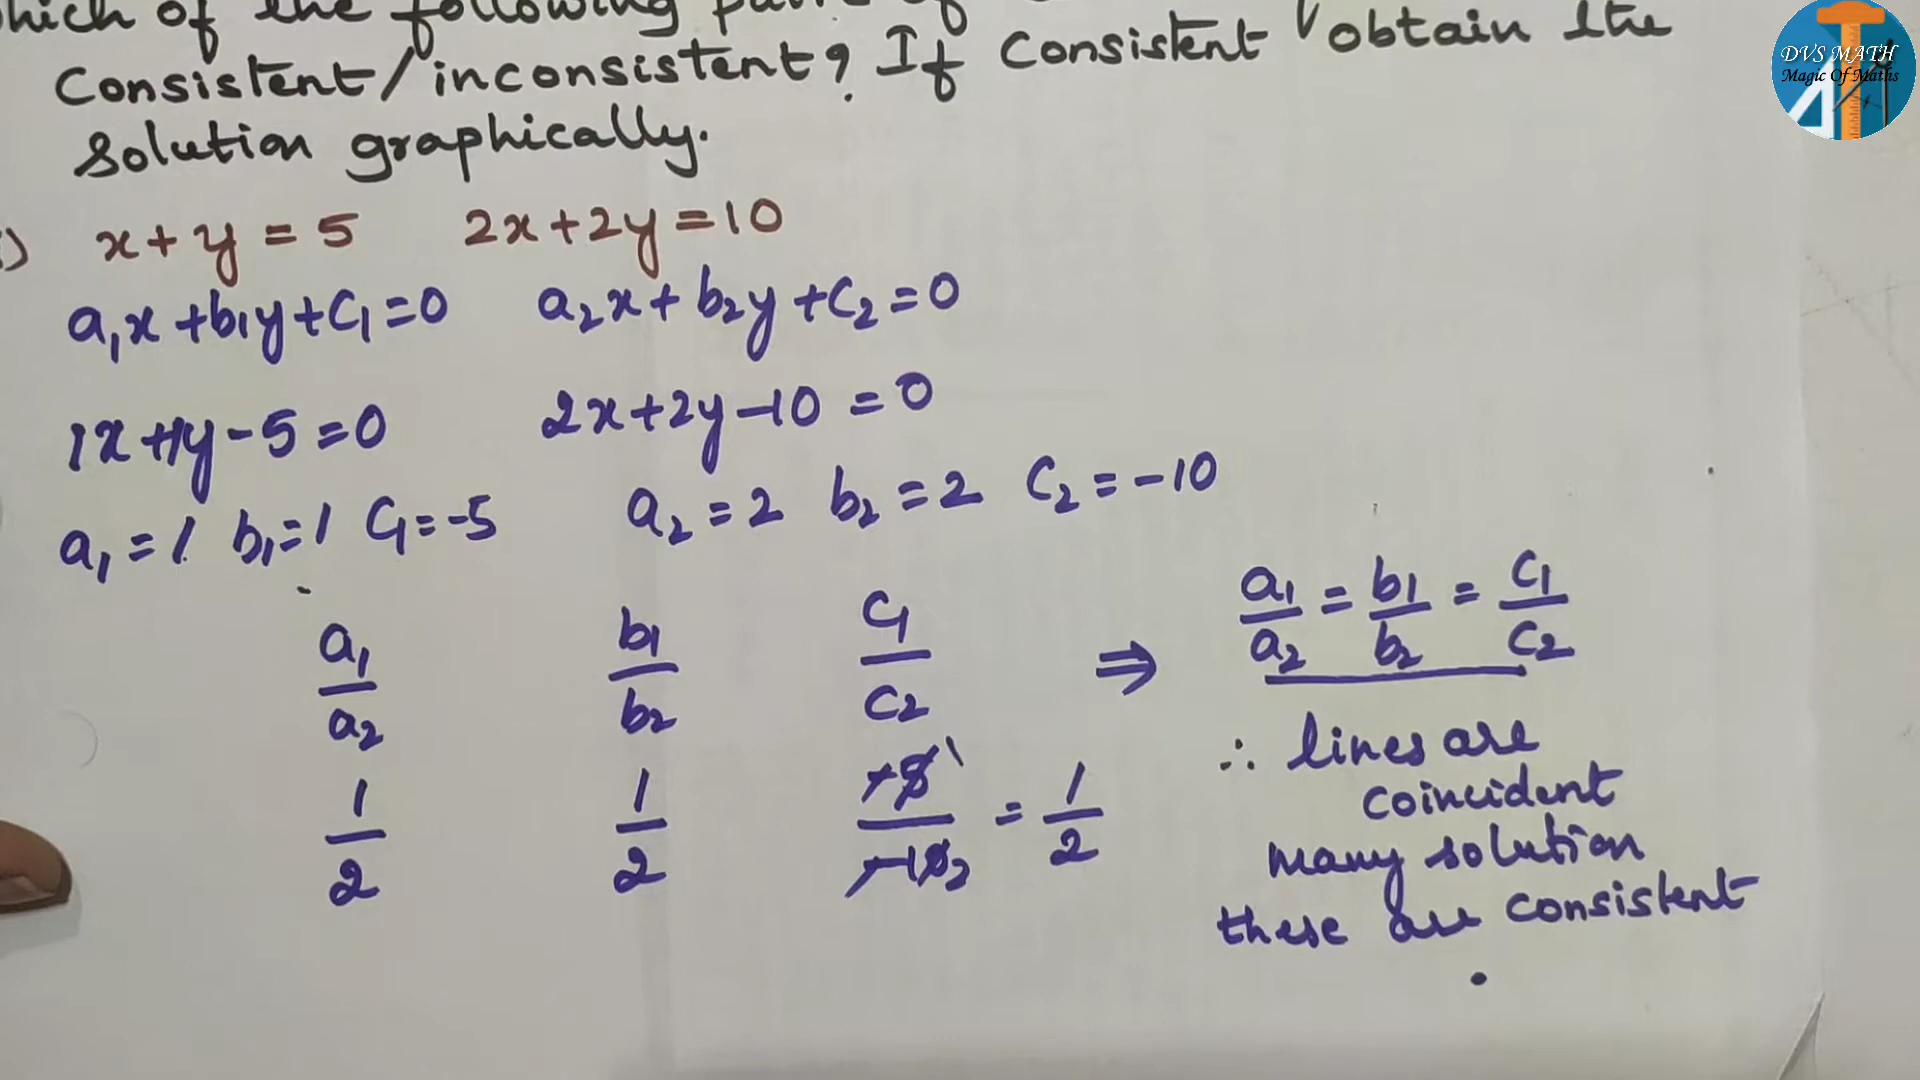 of the following
Consistent/inconsistent? If Consistent obtain the
Solution graphically.
x + y = 5 2x + 2y = 10
a₁x + b₁y + c₁ = 0 a₂x + b₂y + c₂ = 0
1x + 1y - 5 = 0 2x + 2y - 10 = 0
a₁ = 1 b₁ = 1 C₁ = -5 a₂ = 2 b₂ = 2 C₂ = -10
a₁/a₂ b₁/b₂ C₁/C₂ ⇒ a₁/a₂ = b₁/b₂ = c₁/c₂
1/2 1/2 -5/-10 = 1/2
∴ lines are
coincident
many solution
these are consistent
DVS MATH
Magic Of Maths